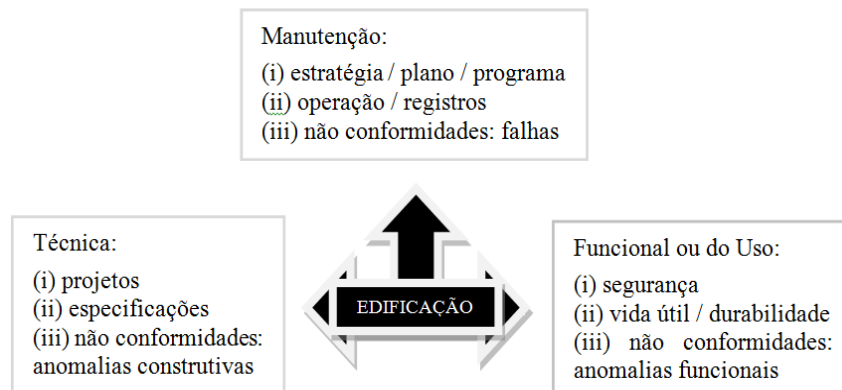 Manutenção:
(i) estratégia / plano / programa
(ii) operação / registros
(iii) não conformidades: falhas
Técnica:
(i) projetos
(ii) especificações
(iii) não conformidades:
anomalias construtivas
EDIFICAÇÃO
Funcional ou do Uso:
(i) segurança
(ii) vida útil / durabilidade
(iii) não conformidades:
anomalias funcionais